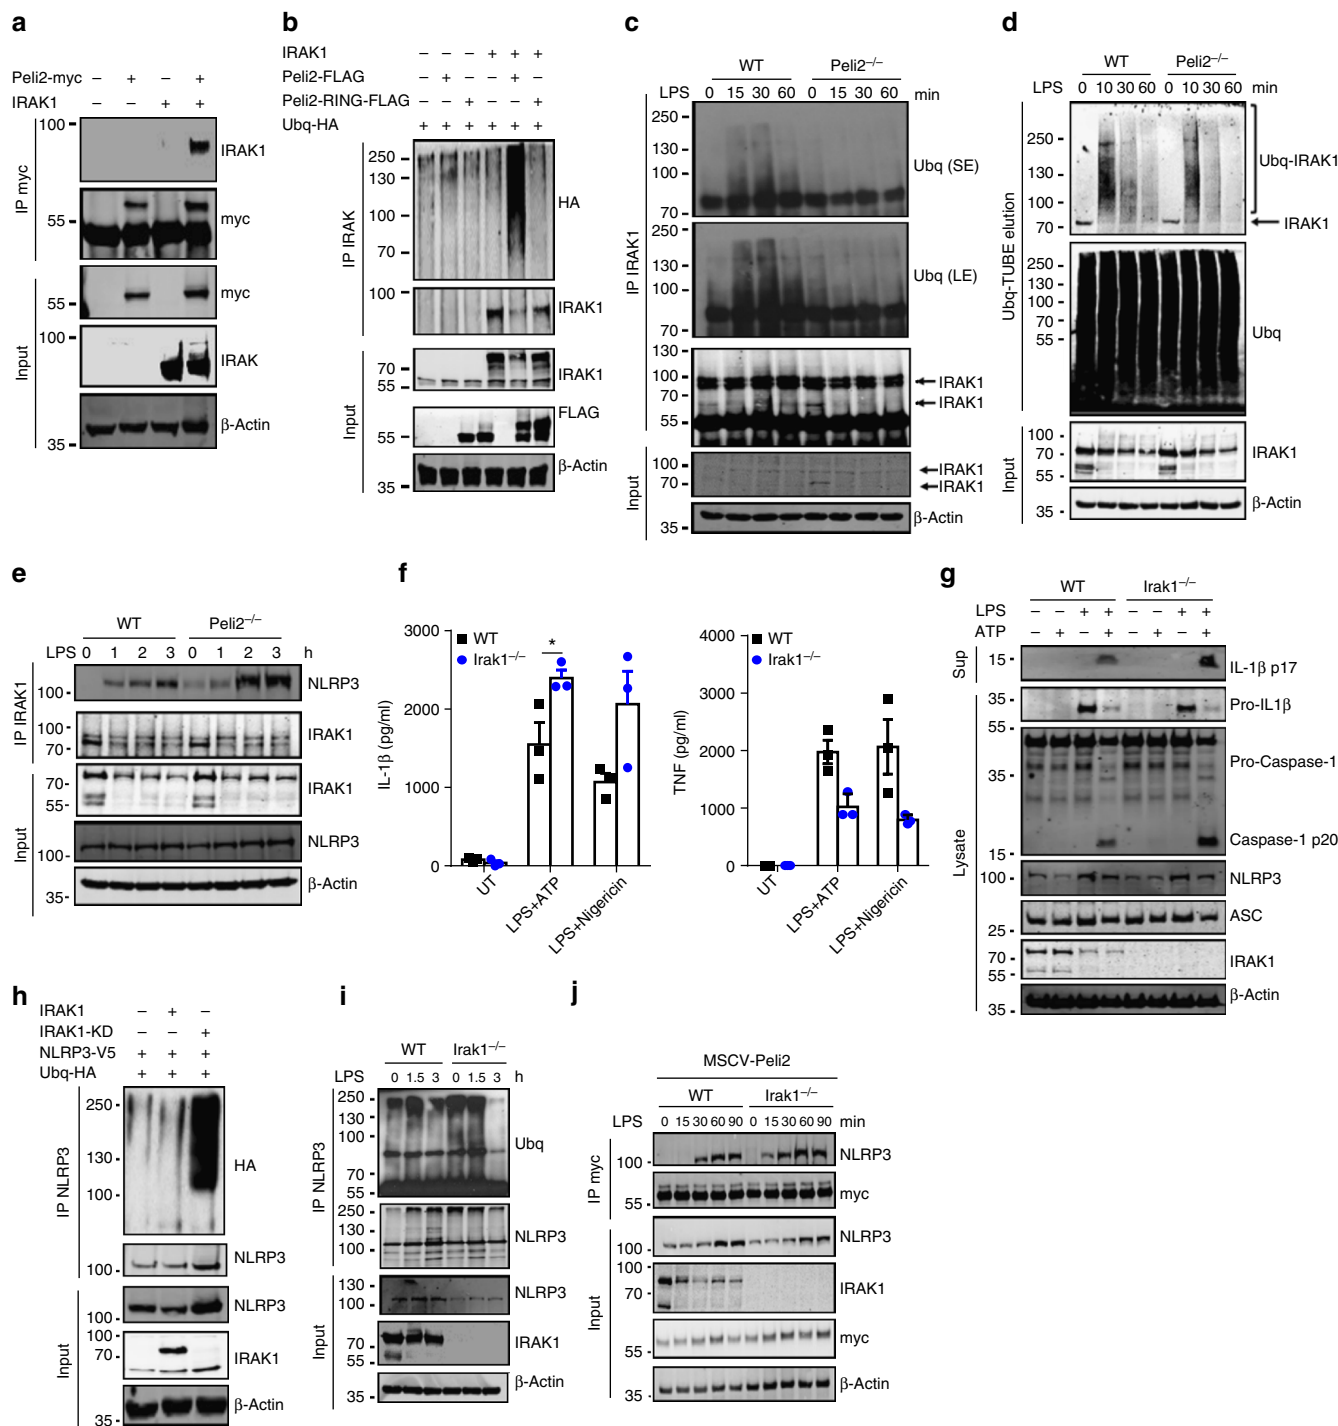 a
Peli2-myc – + – +
IRAK1 – – + +
IP myc
100
IRAK1
55
myc
Input
55
myc
100
IRAK
35
β-Actin
b
IRAK1 – – – + + +
Peli2-FLAG – + – – + –
Peli2-RING-FLAG – – + – – +
Ubq-HA + + + + + +
IP IRAK
250
130
100
70
HA
100
IRAK1
Input
70
55
IRAK1
55
FLAG
35
β-Actin
c
WT Peli2–/–
LPS 0 15 30 60 0 15 30 60 min
IP IRAK1
250
130
100
70
Ubq (SE)
250
130
100
70
Ubq (LE)
130
100
70
55
IRAK1
IRAK1
Input
100
70
IRAK1
IRAK1
35
β-Actin
d
WT Peli2–/–
LPS 0 10 30 60 0 10 30 60 min
Ubq-TUBE elution
250
130
100
70
Ubq-IRAK1
IRAK1
250
130
100
70
55
Ubq
Input
100
70
55
IRAK1
35
β-Actin
e
WT Peli2–/–
LPS 0 1 2 3 0 1 2 3 h
IP IRAK1
100
NLRP3
100
70
IRAK1
Input
70
55
IRAK1
100
NLRP3
35
β-Actin
f
IL-1β (pg/ml)
3000
2000
1000
0
WT
Irak1–/–
*
UT
LPS+ATP
LPS+Nigericin
TNF (pg/ml)
4000
3000
2000
1000
0
WT
Irak1–/–
UT
LPS+ATP
LPS+Nigericin
g
WT Irak1–/–
LPS – – + + – – + +
ATP – + – + – + – +
Sup
15
IL-1β p17
Lysate
35
Pro-IL1β
55
Pro-Caspase-1
35
Caspase-1 p20
15
100
NLRP3
25
ASC
70
55
IRAK1
35
β-Actin
h
IRAK1 – + –
IRAK1-KD – – +
NLRP3-V5 + + +
Ubq-HA + + +
IP NLRP3
250
130
100
HA
100
NLRP3
Input
100
NLRP3
100
70
IRAK1
35
β-Actin
i
WT Irak1–/–
LPS 0 1.5 3 0 1.5 3 h
IP NLRP3
250
130
100
70
55
Ubq
250
130
100
NLRP3
Input
130
100
NLRP3
70
55
IRAK1
35
β-Actin
j
MSCV-Peli2
WT Irak1–/–
LPS 0 15 30 60 90 0 15 30 60 90 min
IP myc
100
NLRP3
55
myc
Input
100
NLRP3
100
70
IRAK1
55
myc
35
β-Actin